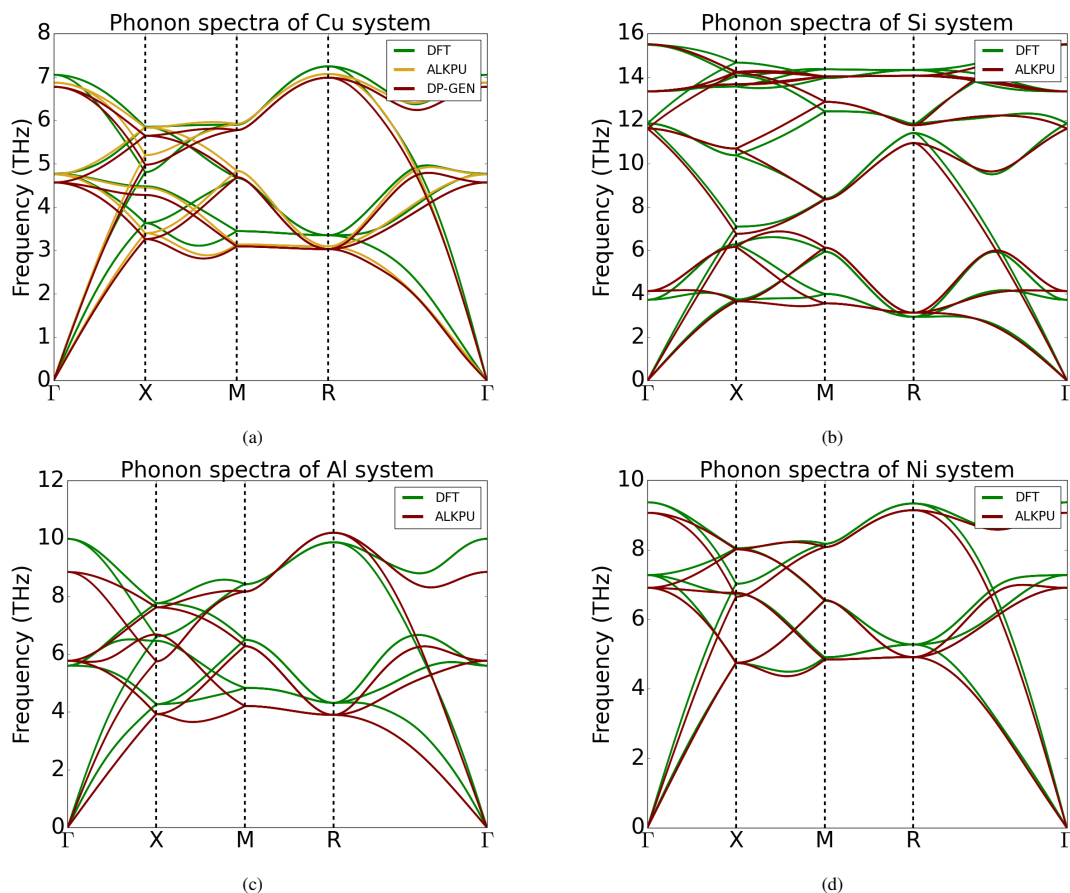 Phonon spectra of Cu system
8
7
6
5
4
3
2
1
0
Frequency (THz)
Γ X M R Γ
DFT
ALKPU
DP-GEN
(a)
Phonon spectra of Si system
16
14
12
10
8
6
4
2
0
Frequency (THz)
Γ X M R Γ
DFT
ALKPU
(b)
Phonon spectra of Al system
12
10
8
6
4
2
0
Frequency (THz)
Γ X M R Γ
DFT
ALKPU
(c)
Phonon spectra of Ni system
10
8
6
4
2
0
Frequency (THz)
Γ X M R Γ
DFT
ALKPU
(d)